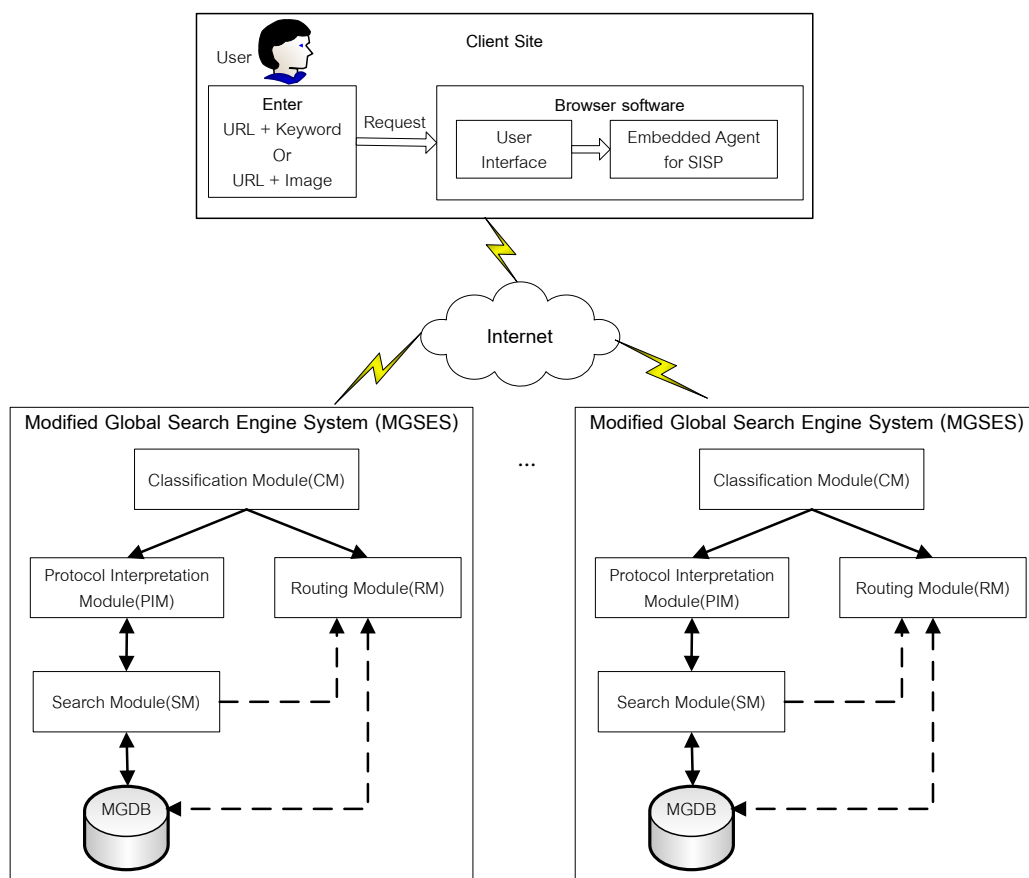 Client Site
User
Enter
URL + Keyword
Or
URL + Image
Request
Browser software
User
Interface
Embedded Agent
for SISP
Internet
Modified Global Search Engine System (MGSES)
Classification Module(CM)
Protocol Interpretation
Module(PIM)
Routing Module(RM)
Search Module(SM)
MGDB
...
Modified Global Search Engine System (MGSES)
Classification Module(CM)
Protocol Interpretation
Module(PIM)
Routing Module(RM)
Search Module(SM)
MGDB